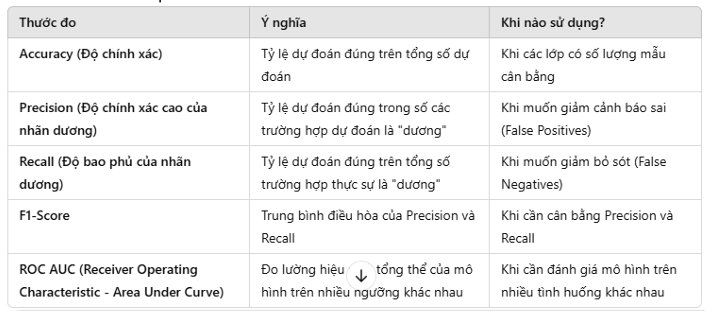 Thước đo
Ý nghĩa
Khi nào sử dụng?
Accuracy (Độ chính xác)
Tỷ lệ dự đoán đúng trên tổng số dự
đoán
Khi các lớp có số lượng mẫu
cân bằng
Precision (Độ chính xác cao của
nhãn dương)
Tỷ lệ dự đoán đúng trong số các
trường hợp dự đoán là "dương"
Khi muốn giảm cảnh báo sai
(False Positives)
Recall (Độ bao phủ của nhãn
dương)
Tỷ lệ dự đoán đúng trên tổng số
trường hợp thực sự là "dương"
Khi muốn giảm bỏ sót (False
Negatives)
F1-Score
Trung bình điều hòa của Precision và
Recall
Khi cần cân bằng Precision và
Recall
ROC AUC (Receiver Operating
Characteristic - Area Under Curve)
Đo lường hiệu tổng thể của mô
hình trên nhiều ngưỡng khác nhau
Khi cần đánh giá mô hình trên
nhiều tình huống khác nhau